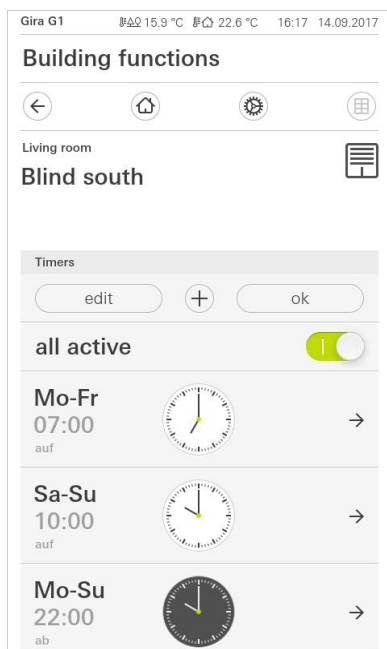 Gira G1 15.9 °C 22.6 °C 16:17 14.09.2017
Building functions
Living room
Blind south
Timers
edit ok
all active
Mo-Fr
07:00
auf
Sa-Su
10:00
auf
Mo-Su
22:00
ab